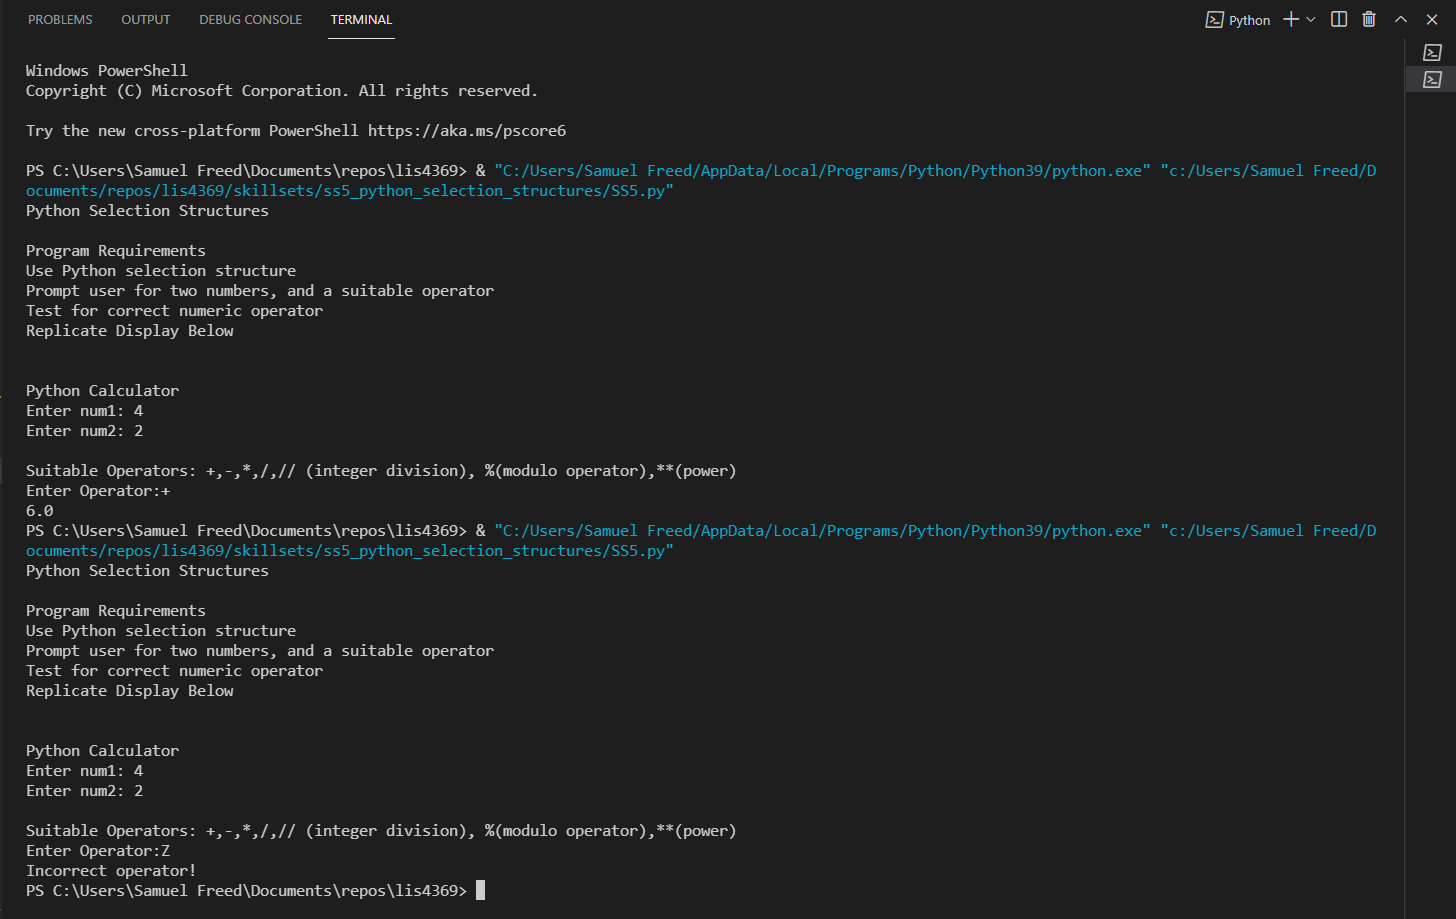 PROBLEMS OUTPUT DEBUG CONSOLE TERMINAL Python
Windows PowerShell
Copyright (C) Microsoft Corporation. All rights reserved.
Try the new cross-platform PowerShell https://aka.ms/pscore6
PS C:\Users\Samuel Freed\Documents\repos\lis4369> & "C:/Users/Samuel Freed/AppData/Local/Programs/Python/Python39/python.exe" "c:/Users/Samuel Freed/D
ocuments/repos/lis4369/skillsets/ss5_python_selection_structures/SS5.py"
Python Selection Structures
Program Requirements
Use Python selection structure
Prompt user for two numbers, and a suitable operator
Test for correct numeric operator
Replicate Display Below
Python Calculator
Enter num1: 4
Enter num2: 2
Suitable Operators: +,-,*,/,// (integer division), %(modulo operator),**(power)
Enter Operator:+
6.0
PS C:\Users\Samuel Freed\Documents\repos\lis4369> & "C:/Users/Samuel Freed/AppData/Local/Programs/Python/Python39/python.exe" "c:/Users/Samuel Freed/D
ocuments/repos/lis4369/skillsets/ss5_python_selection_structures/SS5.py"
Python Selection Structures
Program Requirements
Use Python selection structure
Prompt user for two numbers, and a suitable operator
Test for correct numeric operator
Replicate Display Below
Python Calculator
Enter num1: 4
Enter num2: 2
Suitable Operators: +,-,*,/,// (integer division), %(modulo operator),**(power)
Enter Operator:Z
Incorrect operator!
PS C:\Users\Samuel Freed\Documents\repos\lis4369>